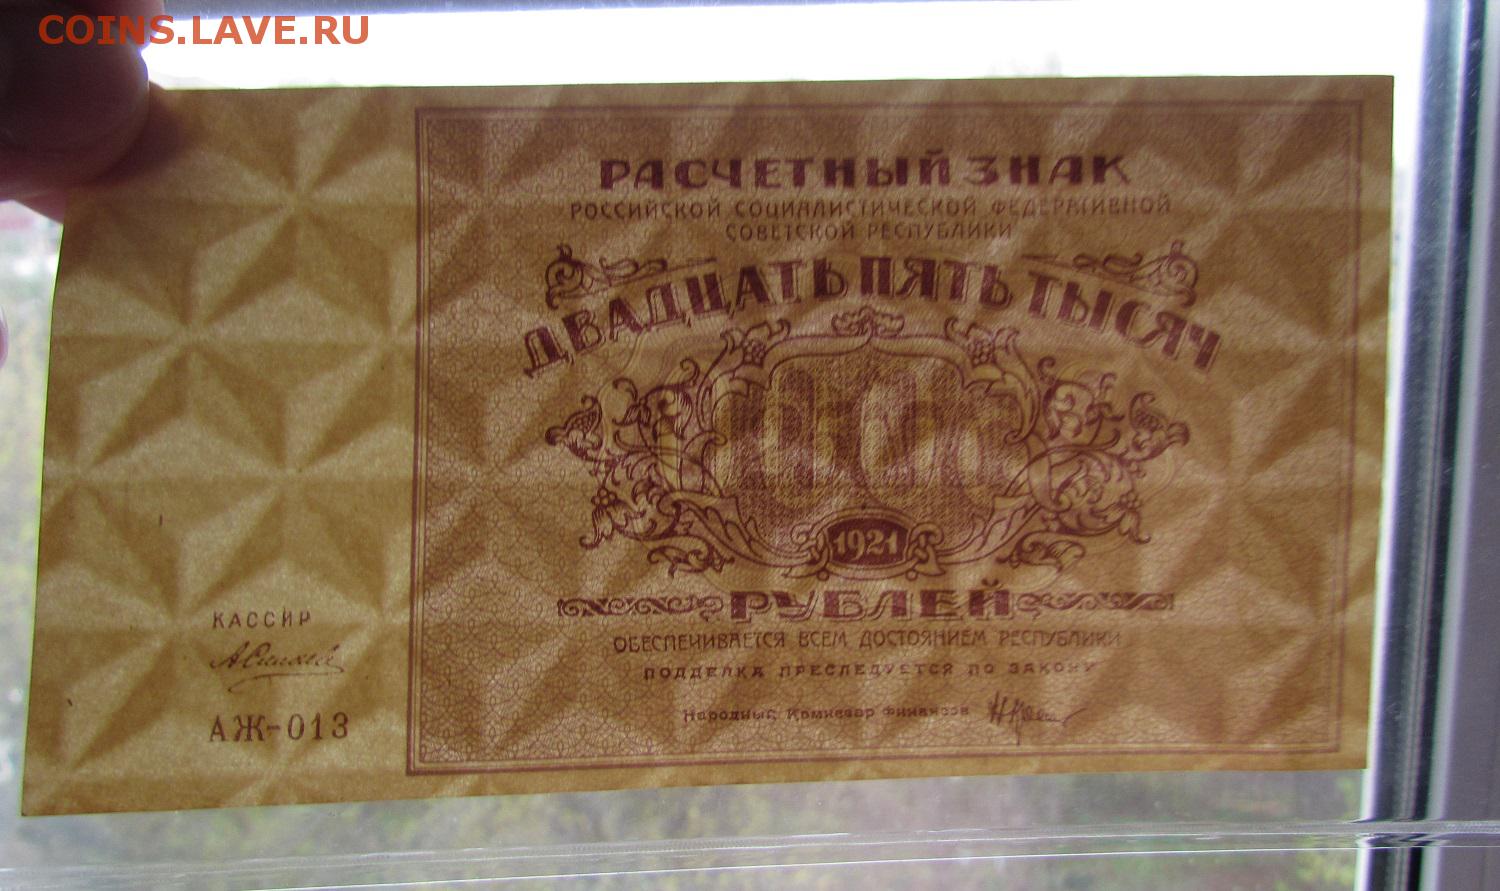 COINS.LAVE.RU
РАСЧЕТНЫЙ ЗНАК
РОССИЙСКОЙ СОЦИАЛИСТИЧЕСКОЙ ФЕДЕРАТИВНОЙ
СОВЕТСКОЙ РЕСПУБЛИКИ
ДВАДЦАТЬ ПЯТЬ ТЫСЯЧ
1921
РУБЛЕЙ
ОБЕСПЕЧИВАЕТСЯ ВСЕМ ДОСТОЯНИЕМ РЕСПУБЛИКИ
ПОДДЕЛКА ПРЕСЛЕДУЕТСЯ ПО ЗАКОНУ
Народный Комиссар Финансов
КАССИР
АЖ-013